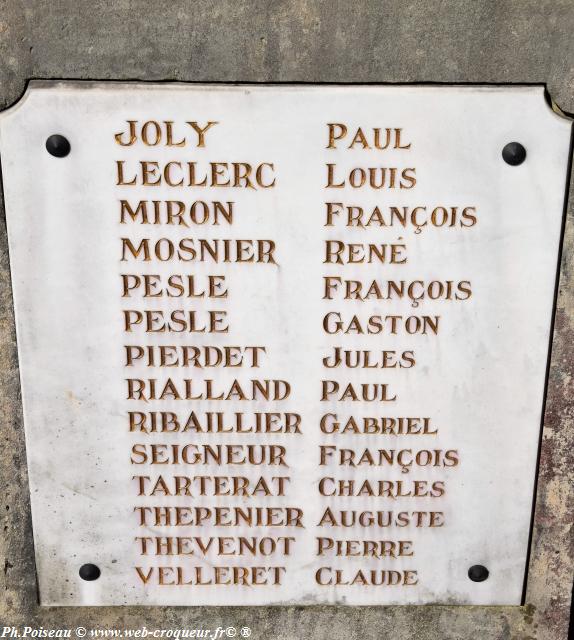 JOLY PAUL
LECLERC LOUIS
MIRON FRANÇOIS
MOSNIER RENÉ
PESLE FRANÇOIS
PESLE GASTON
PIERDET JULES
RIALLAND PAUL
RIBAILLIER GABRIEL
SEIGNEUR FRANÇOIS
TARTERAT CHARLES
THEPENIER AUGUSTE
THEVENOT PIERRE
VELLERET CLAUDE
Ph.Poiseau © www.web-croqueur.fr© ®